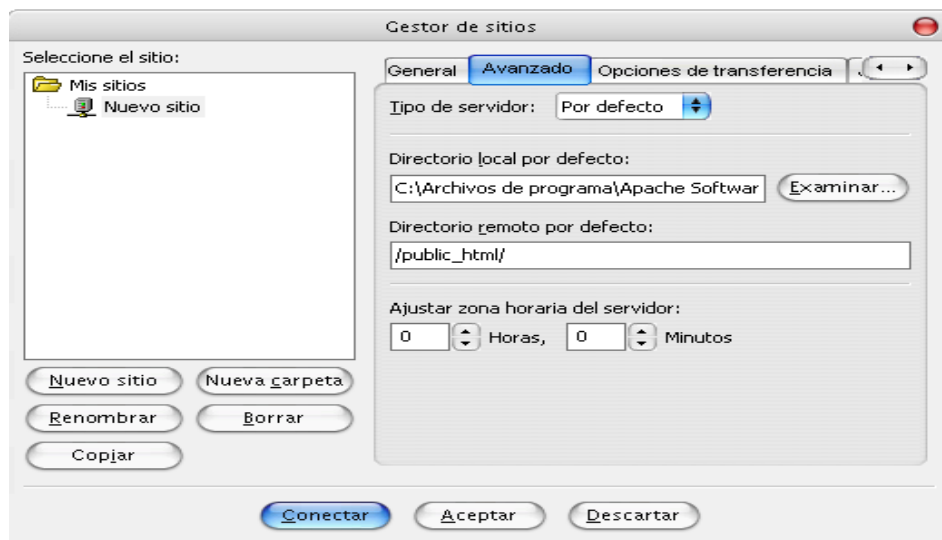 Gestor de sitios
Seleccione el sitio:
Mis sitios
Nuevo sitio
Nuevo sitio
Nueva carpeta
Renombrar
Borrar
Copiar
General
Avanzado
Opciones de transferencia
Tipo de servidor:
Por defecto
Directorio local por defecto:
C:\Archivos de programa\Apache Softwar
Examinar...
Directorio remoto por defecto:
/public_html/
Ajustar zona horaria del servidor:
0 Horas, 0 Minutos
Conectar
Aceptar
Descartar